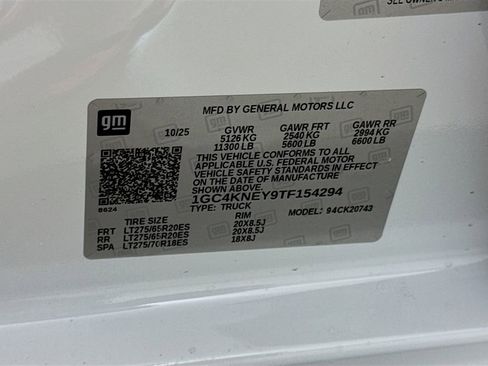 SEE OWNER'S
gm
MFD BY GENERAL MOTORS LLC
10/25 GVWR GAWR FRT GAWR RR
5126 KG 2540 KG 2994 KG
11300 LB 5600 LB 6600 LB
THIS VEHICLE CONFORMS TO ALL
APPLICABLE U.S. FEDERAL MOTOR
VEHICLE SAFETY STANDARDS IN EFFECT
ON THE DATE OF MANUFACTURE
SHOWN ABOVE.
1GC4KNEY9TF154294
TYPE: TRUCK MODEL: 94CK20743
8624
TIRE SIZE RIM
FRT LT275/65R20ES 20X8.5J
RR LT275/65R20ES 20X8.5J
SPA LT275/70R18ES 18X8J